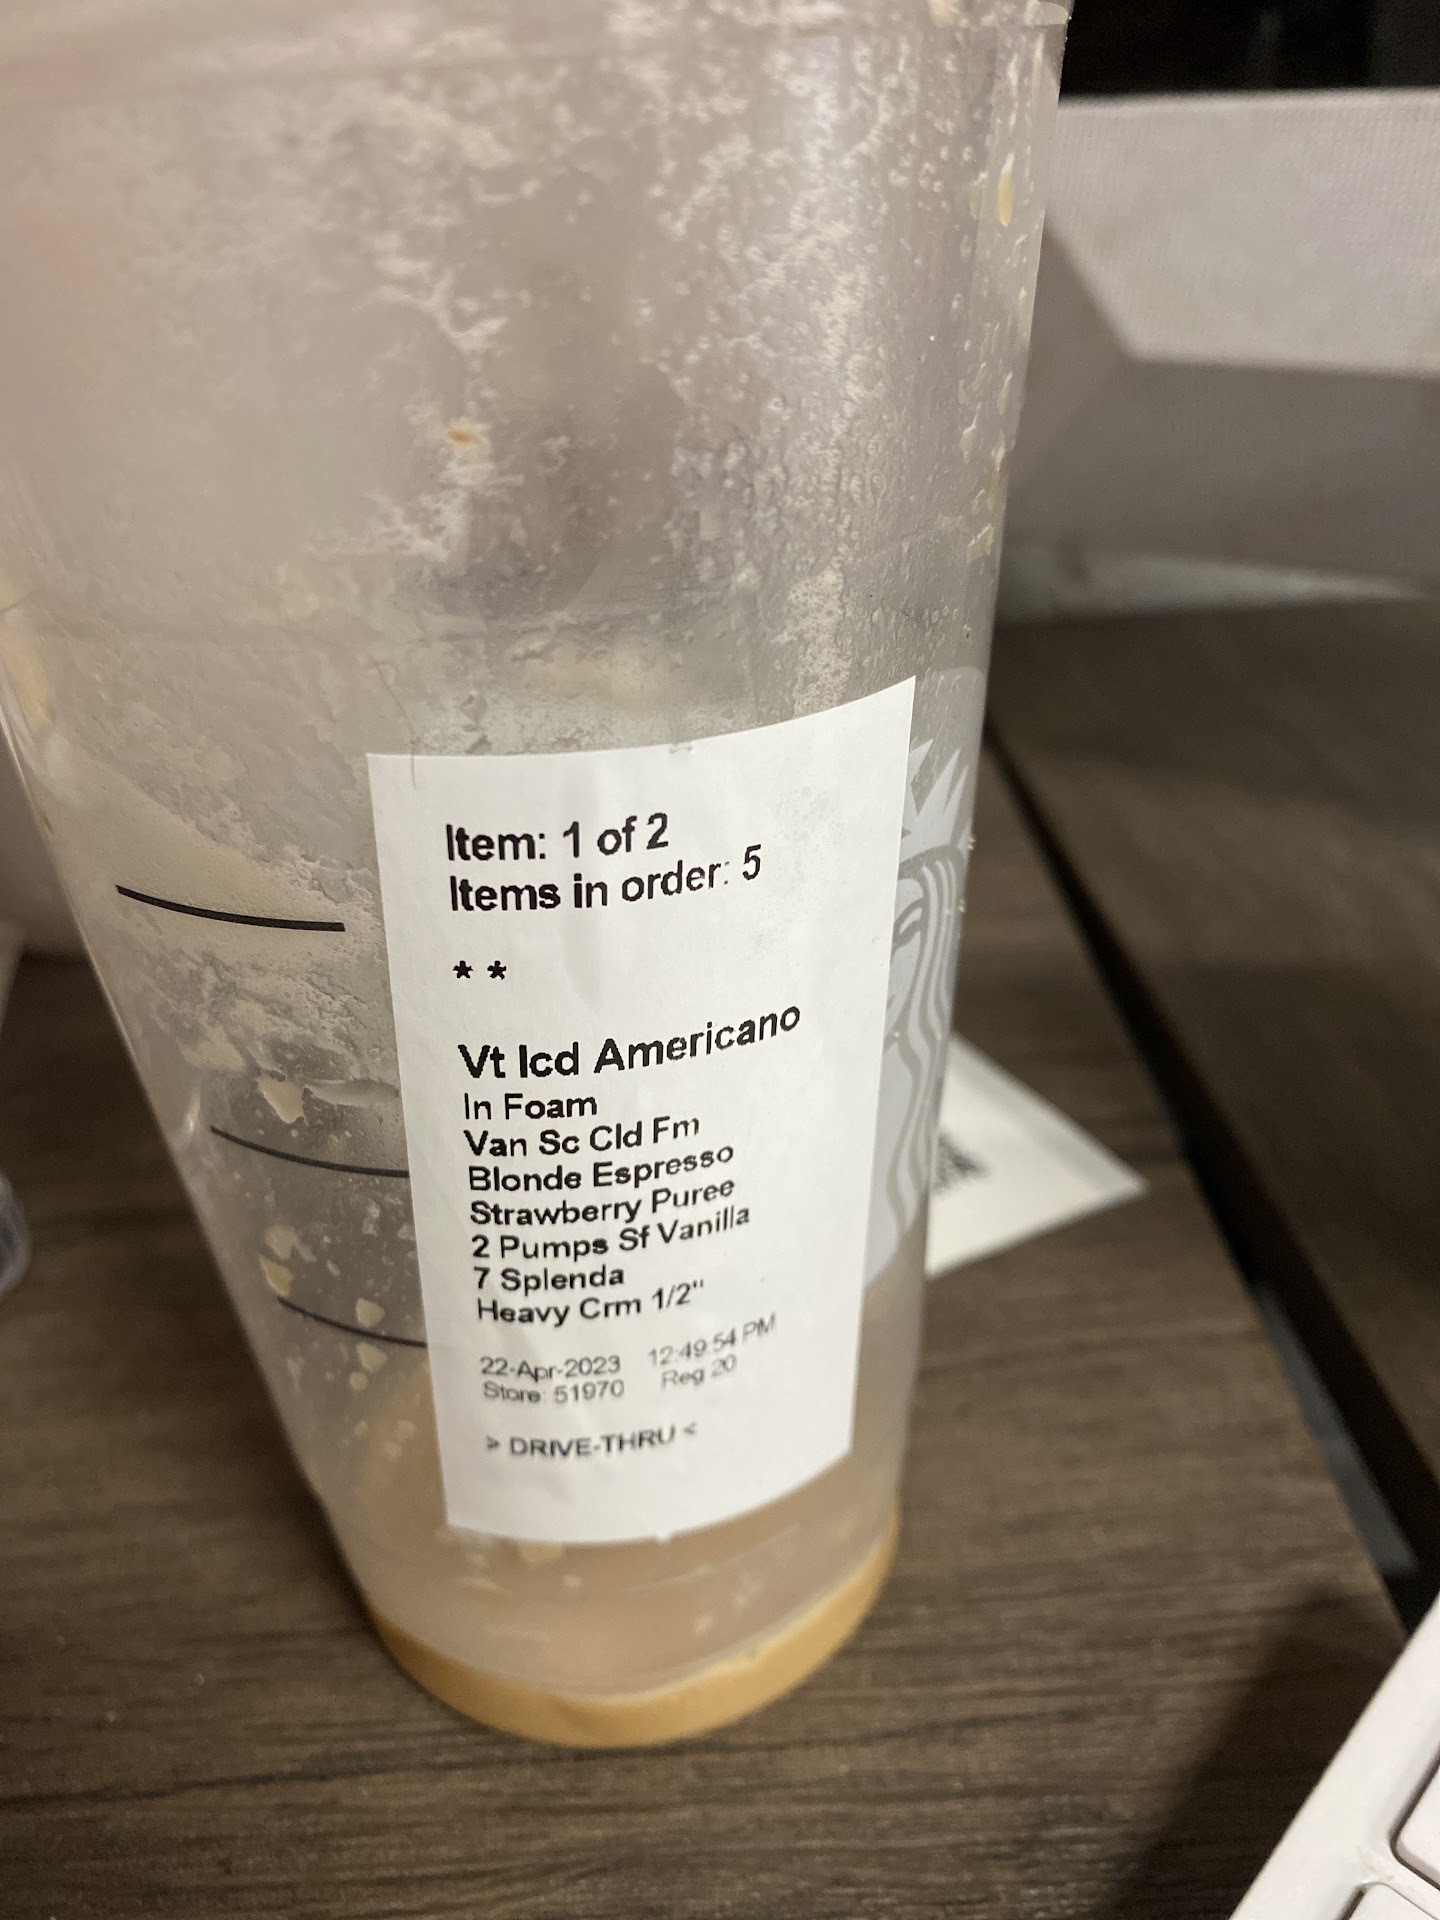 Item: 1 of 2
Items in order: 5
* *
Vt Icd Americano
In Foam
Van Sc Cld Fm
Blonde Espresso
Strawberry Puree
2 Pumps Sf Vanilla
7 Splenda
Heavy Crm 1/2"
22-Apr-2023 12:49:54 PM
Store: 51970 Reg 20
> DRIVE-THRU <